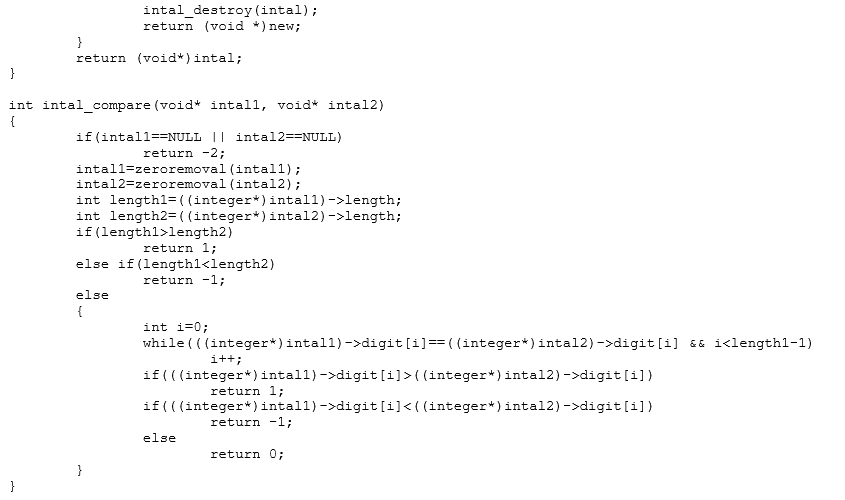 intal_destroy(intal);
return (void *)new;
}
return (void*)intal;
}
int intal_compare(void* intal1, void* intal2)
{
if(intal1==NULL || intal2==NULL)
return -2;
intal1=zeroremoval(intal1);
intal2=zeroremoval(intal2);
int length1=((integer*)intal1)->length;
int length2=((integer*)intal2)->length;
if(length1>length2)
return 1;
else if(length1<length2)
return -1;
else
{
int i=0;
while(((integer*)intal1)->digit[i]==((integer*)intal2)->digit[i] && i<length1-1)
i++;
if(((integer*)intal1)->digit[i]>((integer*)intal2)->digit[i])
return 1;
if(((integer*)intal1)->digit[i]<((integer*)intal2)->digit[i])
return -1;
else
return 0;
}
}